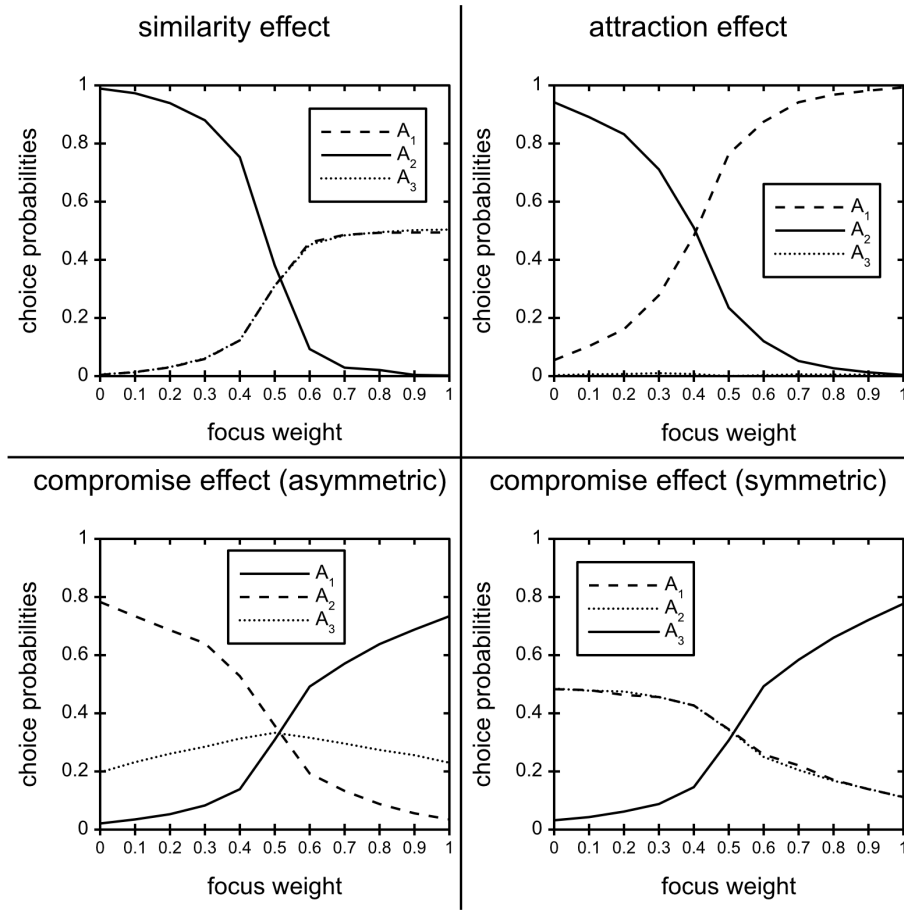 similarity effect
choice probabilities
1
0.8
0.6
0.4
0.2
0
A1
A2
A3
0 0.1 0.2 0.3 0.4 0.5 0.6 0.7 0.8 0.9 1
focus weight
attraction effect
choice probabilities
1
0.8
0.6
0.4
0.2
0
A1
A2
A3
0 0.1 0.2 0.3 0.4 0.5 0.6 0.7 0.8 0.9 1
focus weight
compromise effect (asymmetric)
choice probabilities
1
0.8
0.6
0.4
0.2
0
A1
A2
A3
0 0.1 0.2 0.3 0.4 0.5 0.6 0.7 0.8 0.9 1
focus weight
compromise effect (symmetric)
choice probabilities
1
0.8
0.6
0.4
0.2
0
A1
A2
A3
0 0.1 0.2 0.3 0.4 0.5 0.6 0.7 0.8 0.9 1
focus weight